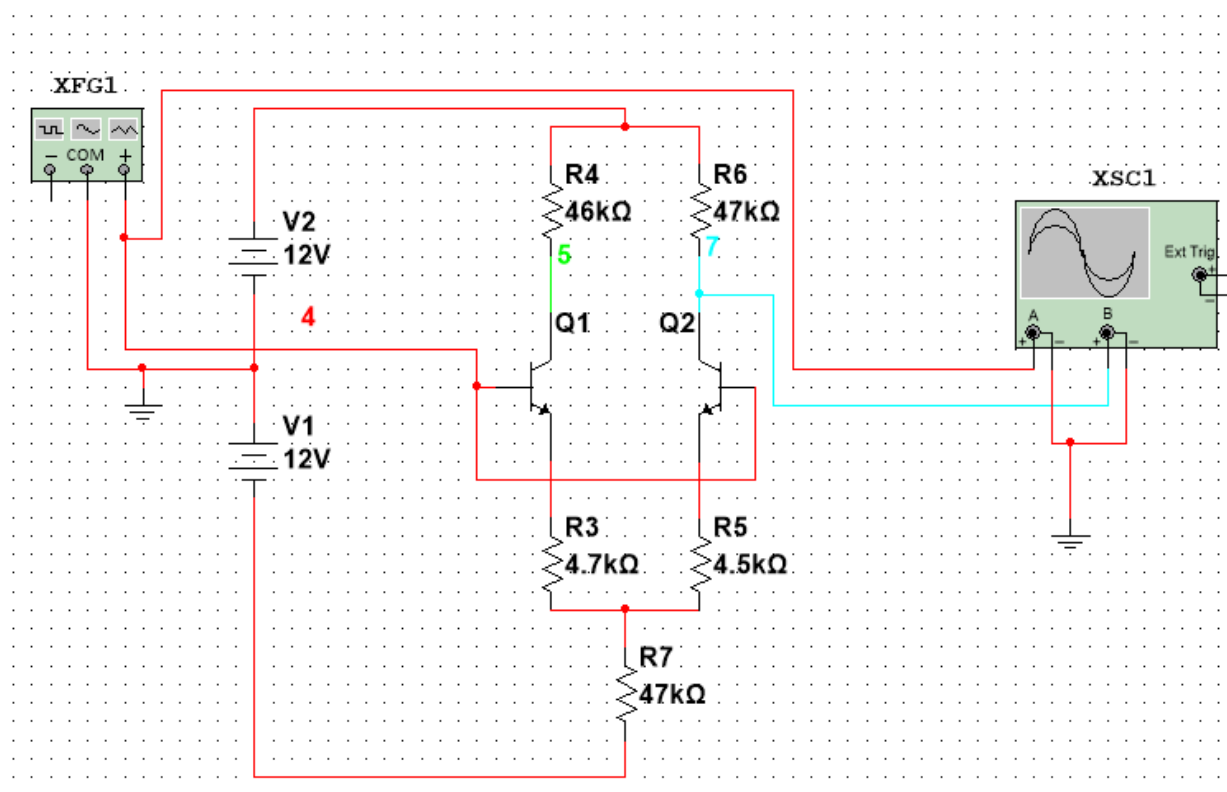 XFG1
COM
R4
46kΩ
R6
47kΩ
XSC1
V2
12V
5
7
Ext Trig
4
Q1
Q2
A
B
V1
12V
R3
4.7kΩ
R5
4.5kΩ
R7
47kΩ